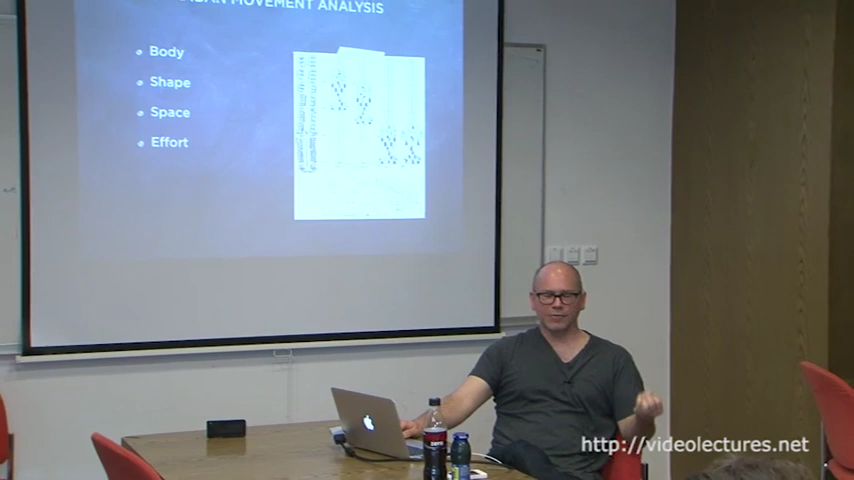 MOVEMENT ANALYSIS
Body
Shape
Space
Effort
http://videolectures.net